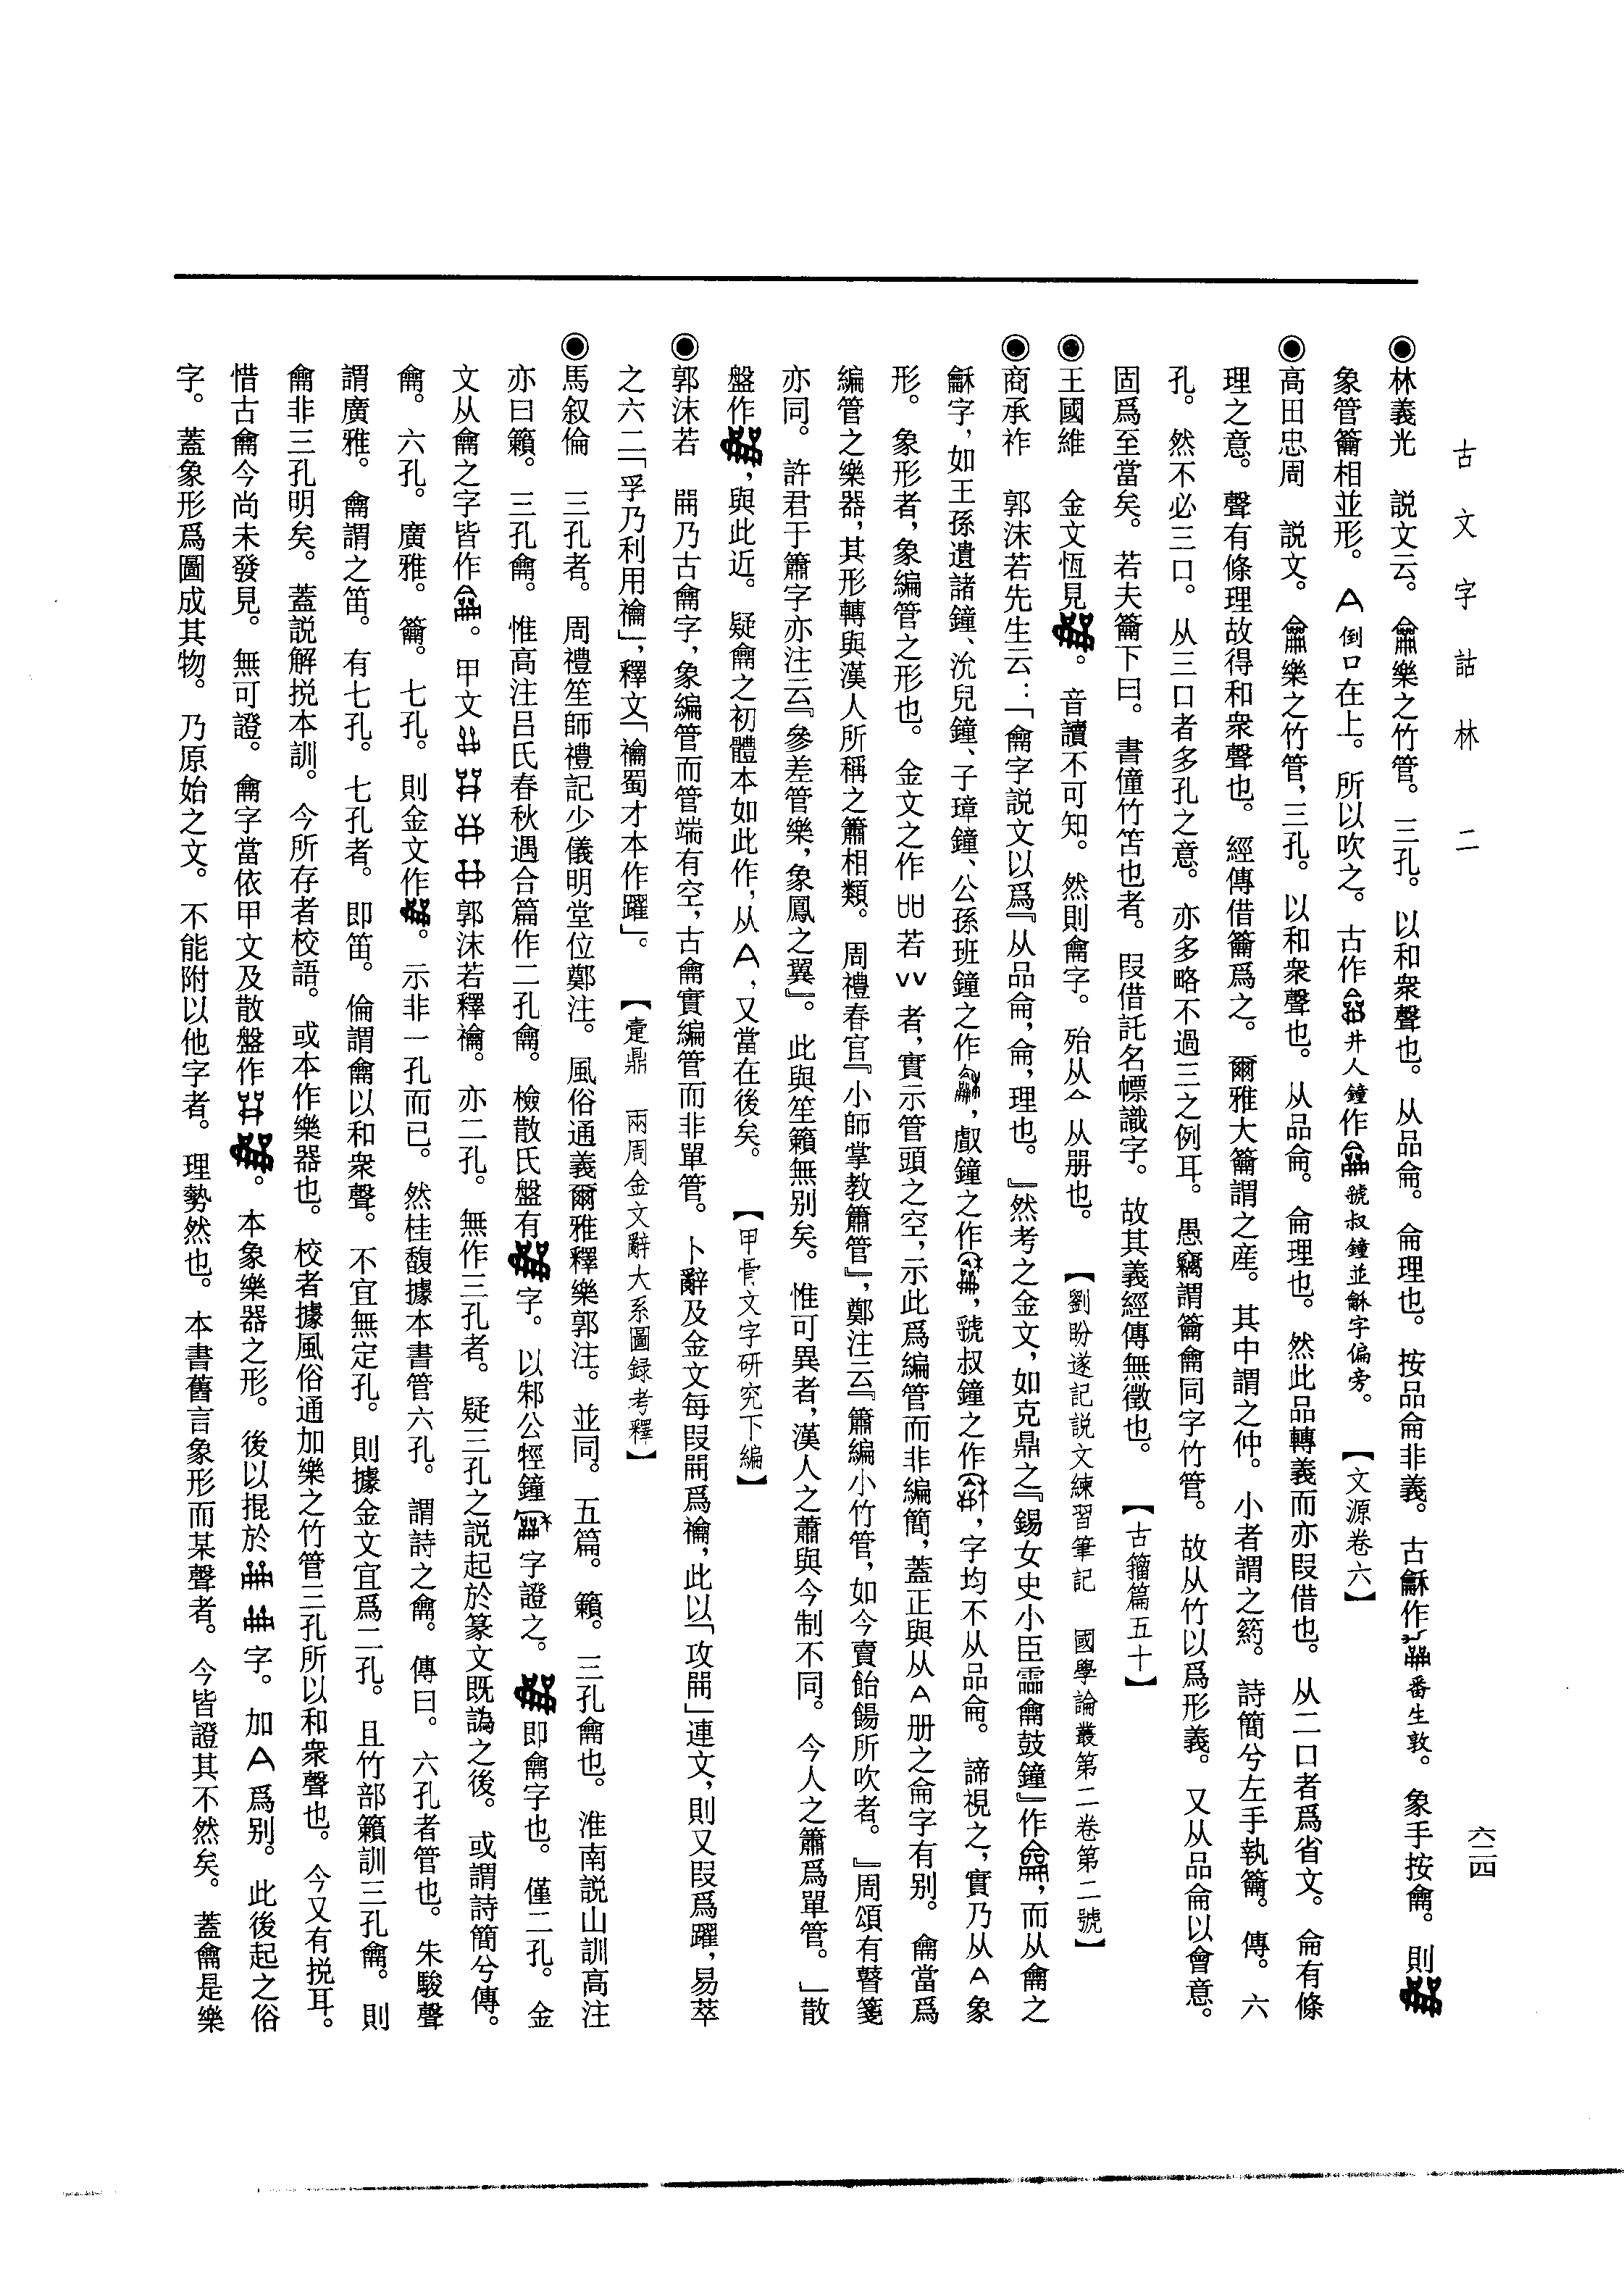 古文字詁林 二
六二四
◉林義光 説文云。龠樂之竹管。三孔。以和衆聲也。从品侖。侖理也。按品侖非義。古龢作番生敦。象手按龠。則
象管籥相並形。A倒口在上。所以吹之。古作井人鐘作虢叔鐘並龢字偏旁。【文源卷六】
◉高田忠周 説文。龠樂之竹管,三孔。以和衆聲也。从品侖。侖理也。然此品轉義而亦叚借也。从二口者爲省文。侖有條
理之意。聲有條理故得和衆聲也。經傳借籥爲之。爾雅大籥謂之産。其中謂之仲。小者謂之箹。詩簡兮左手執籥。傳。六
孔。然不必三口。从三口者多孔之意。亦多略不過三之例耳。愚竊謂籥龠同字竹管。故从竹以爲形義。又从品侖以會意。
固爲至當矣。若夫籥下曰。書僮竹笘也者。叚借託名幖識字。故其義經傳無徵也。【古籀篇五十】
◉王國維 金文恆見。音讀不可知。然則龠字。殆从亼从册也。【劉盼遂記説文練習筆記 國學論叢第二卷第二號】
◉商承祚 郭沫若先生云:「龠字説文以爲『从品侖,侖,理也。』然考之金文,如克鼎之『錫女史小臣霝龠鼓鐘』作,而从龠之
龢字,如王孫遺諸鐘、沇兒鐘、子璋鐘、公孫班鐘之作,𠭯鐘之作,虢叔鐘之作,字均不从品侖。諦視之,實乃从A象
形。象形者,象編管之形也。金文之作㗊若vv者,實示管頭之空,示此爲編管而非編簡,蓋正與从A册之侖字有别。龠當爲
編管之樂器,其形轉與漢人所稱之簫相類。周禮春官『小師掌教簫管』,鄭注云『簫編小竹管,如今賣飴餳所吹者。』周頌有瞽箋
亦同。許君于簫字亦注云『參差管樂,象鳳之翼』。此與笙籟無别矣。惟可異者,漢人之簫與今制不同。今人之簫爲單管。」散
盤作,與此近。疑龠之初體本如此作,从A,又當在後矣。【甲骨文字研究下編】
◉郭沫若 𠕁乃古龠字,象編管而管端有空,古龠實編管而非單管。卜辭及金文每叚𠕁爲禴,此以「攻𠕁」連文,則又叚爲躍,易萃
之六二「孚乃利用禴」,釋文「禴蜀才本作躍」。【䵼鼎 兩周金文辭大系圖録考釋】
◉馬叙倫 三孔者。周禮笙師禮記少儀明堂位鄭注。風俗通義爾雅釋樂郭注。並同。五篇。籟。三孔龠也。淮南説山訓高注
亦曰籟。三孔龠。惟高注吕氏春秋遇合篇作二孔龠。檢散氏盤有字。以邾公牼鐘字證之。即龠字也。僅二孔。金
文从龠之字皆作。甲文郭沫若釋禴。亦二孔。無作三孔者。疑三孔之説起於篆文既譌之後。或謂詩簡兮傳。
龠。六孔。廣雅。籥。七孔。則金文作。示非一孔而已。然桂馥據本書管六孔。謂詩之龠。傳曰。六孔者管也。朱駿聲
謂廣雅。龠謂之笛。有七孔。七孔者。即笛。倫謂龠以和衆聲。不宜無定孔。則據金文宜爲二孔。且竹部籟訓三孔龠。則
龠非三孔明矣。蓋説解挩本訓。今所存者校語。或本作樂器也。校者據風俗通加樂之竹管三孔所以和衆聲也。今又有挩耳。
惜古龠今尚未發見。無可證。龠字當依甲文及散盤作。本象樂器之形。後以掍於字。加A爲别。此後起之俗
字。蓋象形爲圖成其物。乃原始之文。不能附以他字者。理勢然也。本書舊言象形而某聲者。今皆證其不然矣。蓋龠是樂